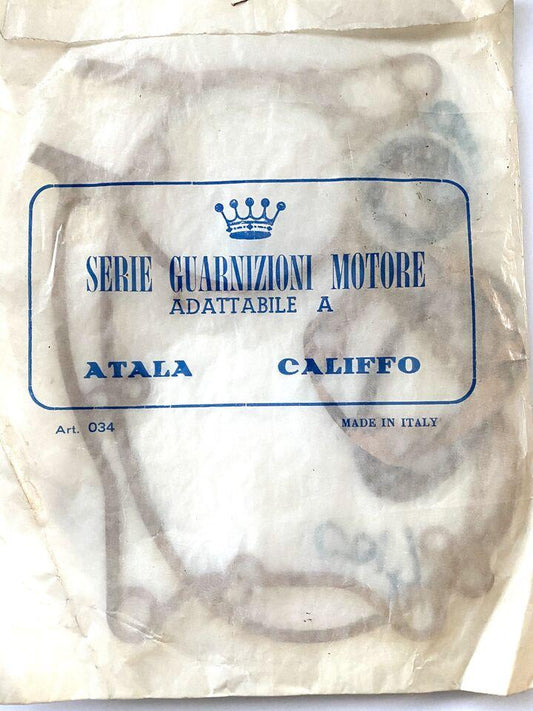 SERIE GUARNIZIONI MOTORE
ADATTABILE A
ATALA CALIFFO
Art. 034 MADE IN ITALY